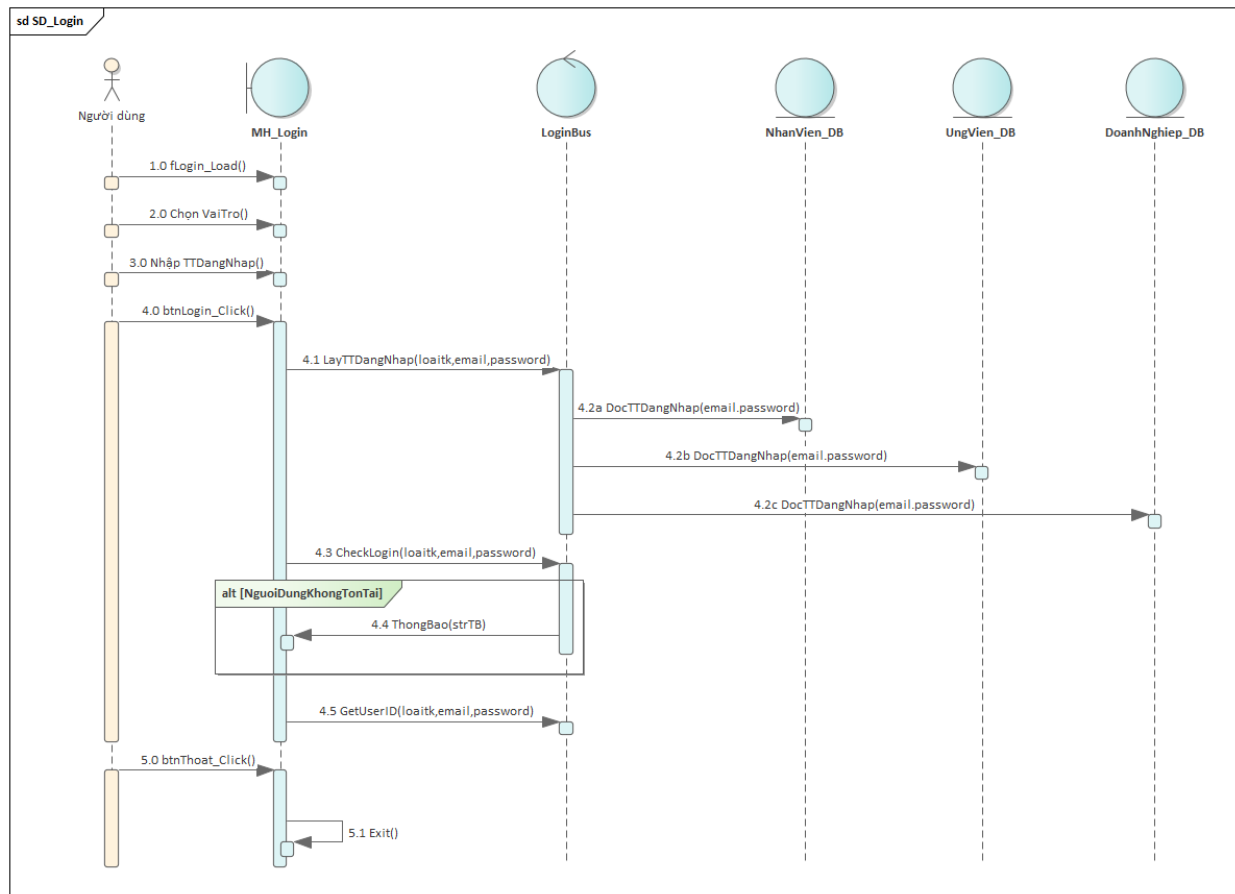 sd SD_Login
Người dùng
MH_Login
LoginBus
NhanVien_DB
UngVien_DB
DoanhNghiep_DB
1.0 fLogin_Load()
2.0 Chọn VaiTro()
3.0 Nhập TTDangNhap()
4.0 btnLogin_Click()
4.1 LayTTDangNhap(loaitk,email,password)
4.2a DocTTDangNhap(email.password)
4.2b DocTTDangNhap(email.password)
4.2c DocTTDangNhap(email.password)
4.3 CheckLogin(loaitk,email,password)
alt [NguoiDungKhongTonTai]
4.4 ThongBao(strTB)
4.5 GetUserID(loaitk,email,password)
5.0 btnThoat_Click()
5.1 Exit()